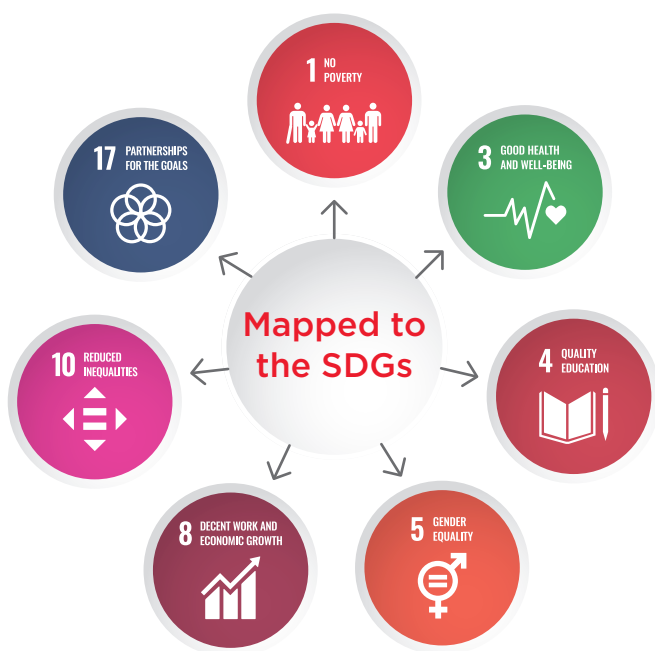 1 NO
POVERTY
3 GOOD HEALTH
AND WELL-BEING
4 QUALITY
EDUCATION
5 GENDER
EQUALITY
8 DECENT WORK AND
ECONOMIC GROWTH
10 REDUCED
INEQUALITIES
17 PARTNERSHIPS
FOR THE GOALS
Mapped to
the SDGs